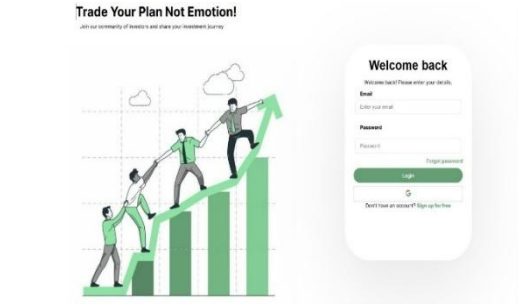 Trade Your Plan Not Emotion!
Join our community of investors and share your investment journey
Welcome back
Welcome back! Please enter your details.
Email
Enter your email
Password
Password
Forgot password
Login
G
Don't have an account? Sign up for free